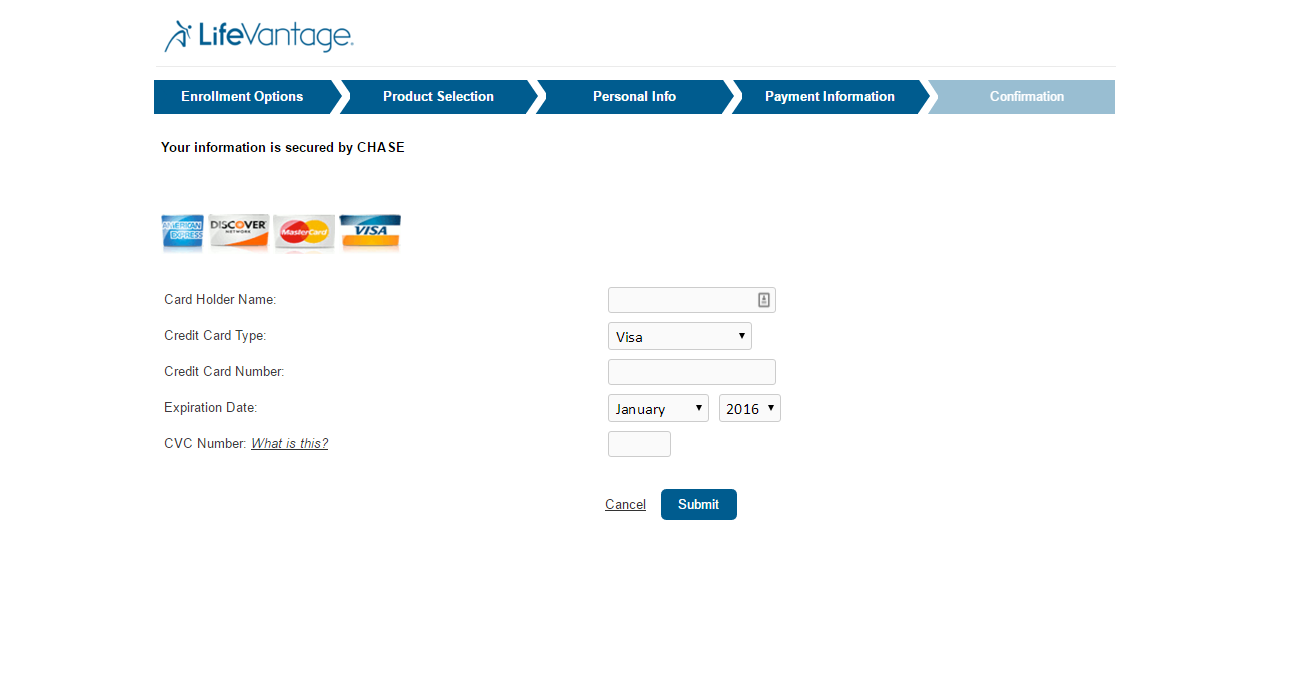 LifeVantage
Enrollment Options Product Selection Personal Info Payment Information Confirmation
Your information is secured by CHASE
AMERICAN EXPRESS DISCOVER NETWORK MasterCard VISA
Card Holder Name:
Credit Card Type: Visa
Credit Card Number:
Expiration Date: January 2016
CVC Number: What is this?
Cancel Submit